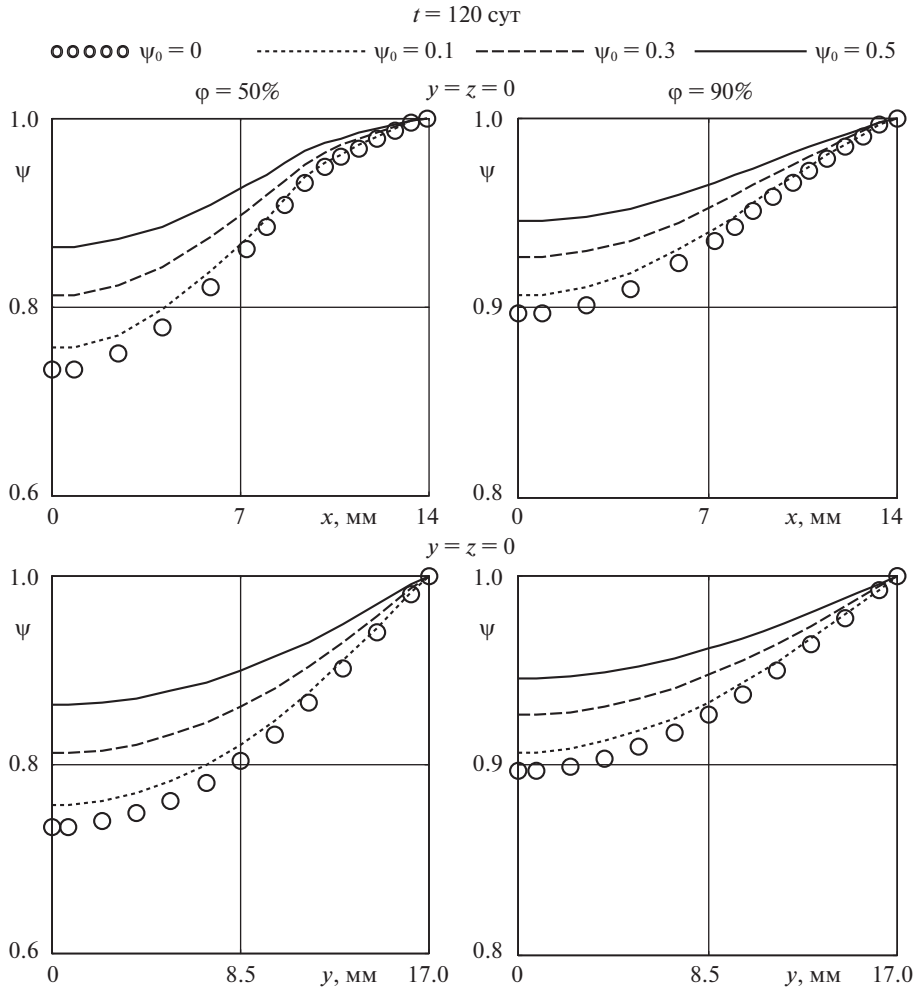 t = 120 сут
ψ₀ = 0 ψ₀ = 0.1 ψ₀ = 0.3 ψ₀ = 0.5
φ = 50% y = z = 0 φ = 90%
1.0 1.0
ψ ψ
0.8 0.9
0.6 0.8
0 7 x, мм 14 0 7 x, мм 14
y = z = 0
1.0 1.0
ψ ψ
0.8 0.9
0.6 0.8
0 8.5 y, мм 17.0 0 8.5 y, мм 17.0